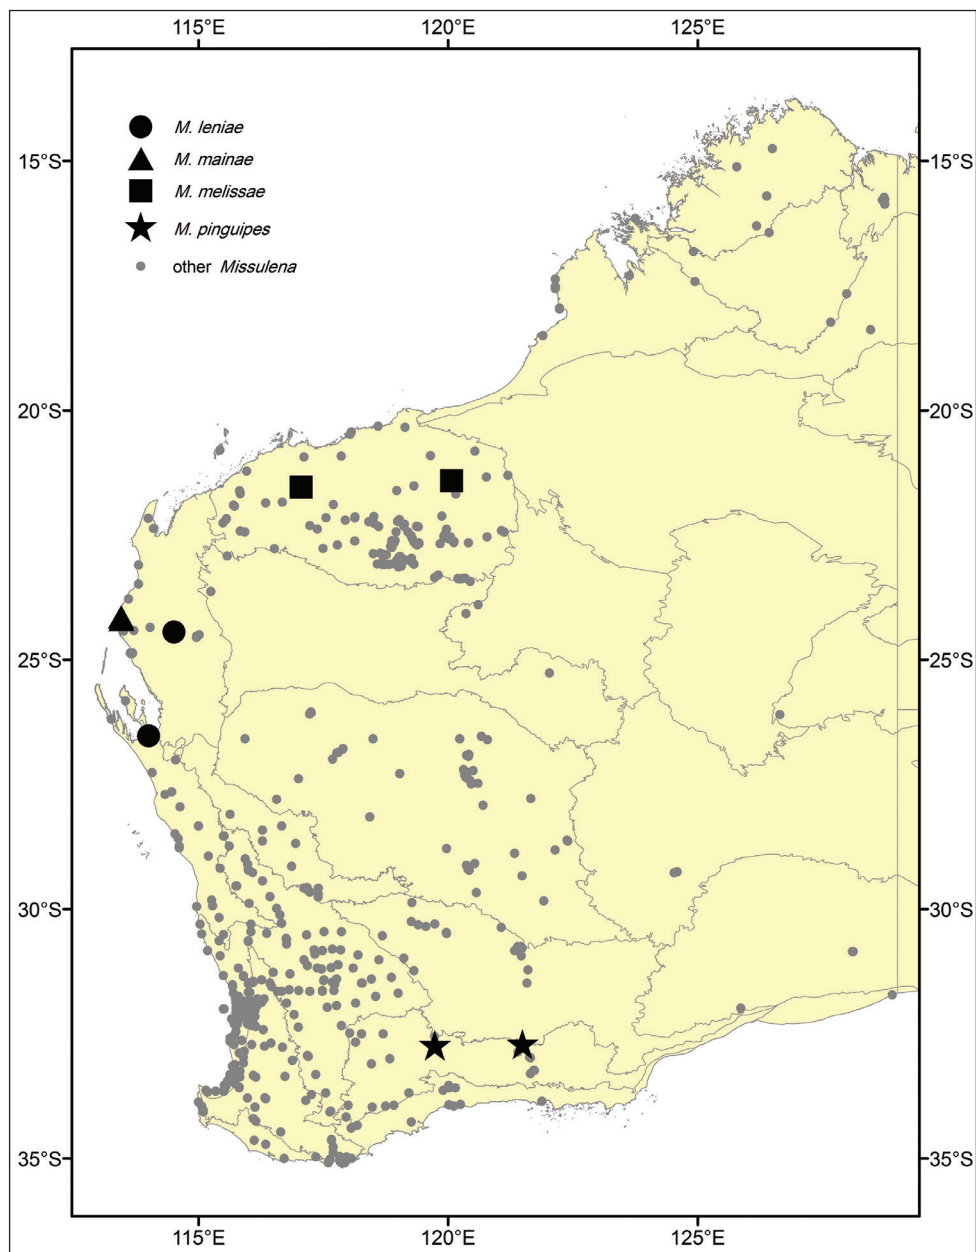 115°E 120°E 125°E
M. leniae
M. mainae
M. melissae
M. pinguipes
other Missulena
15°S 15°S
20°S 20°S
25°S 25°S
30°S 30°S
35°S 35°S
115°E 120°E 125°E